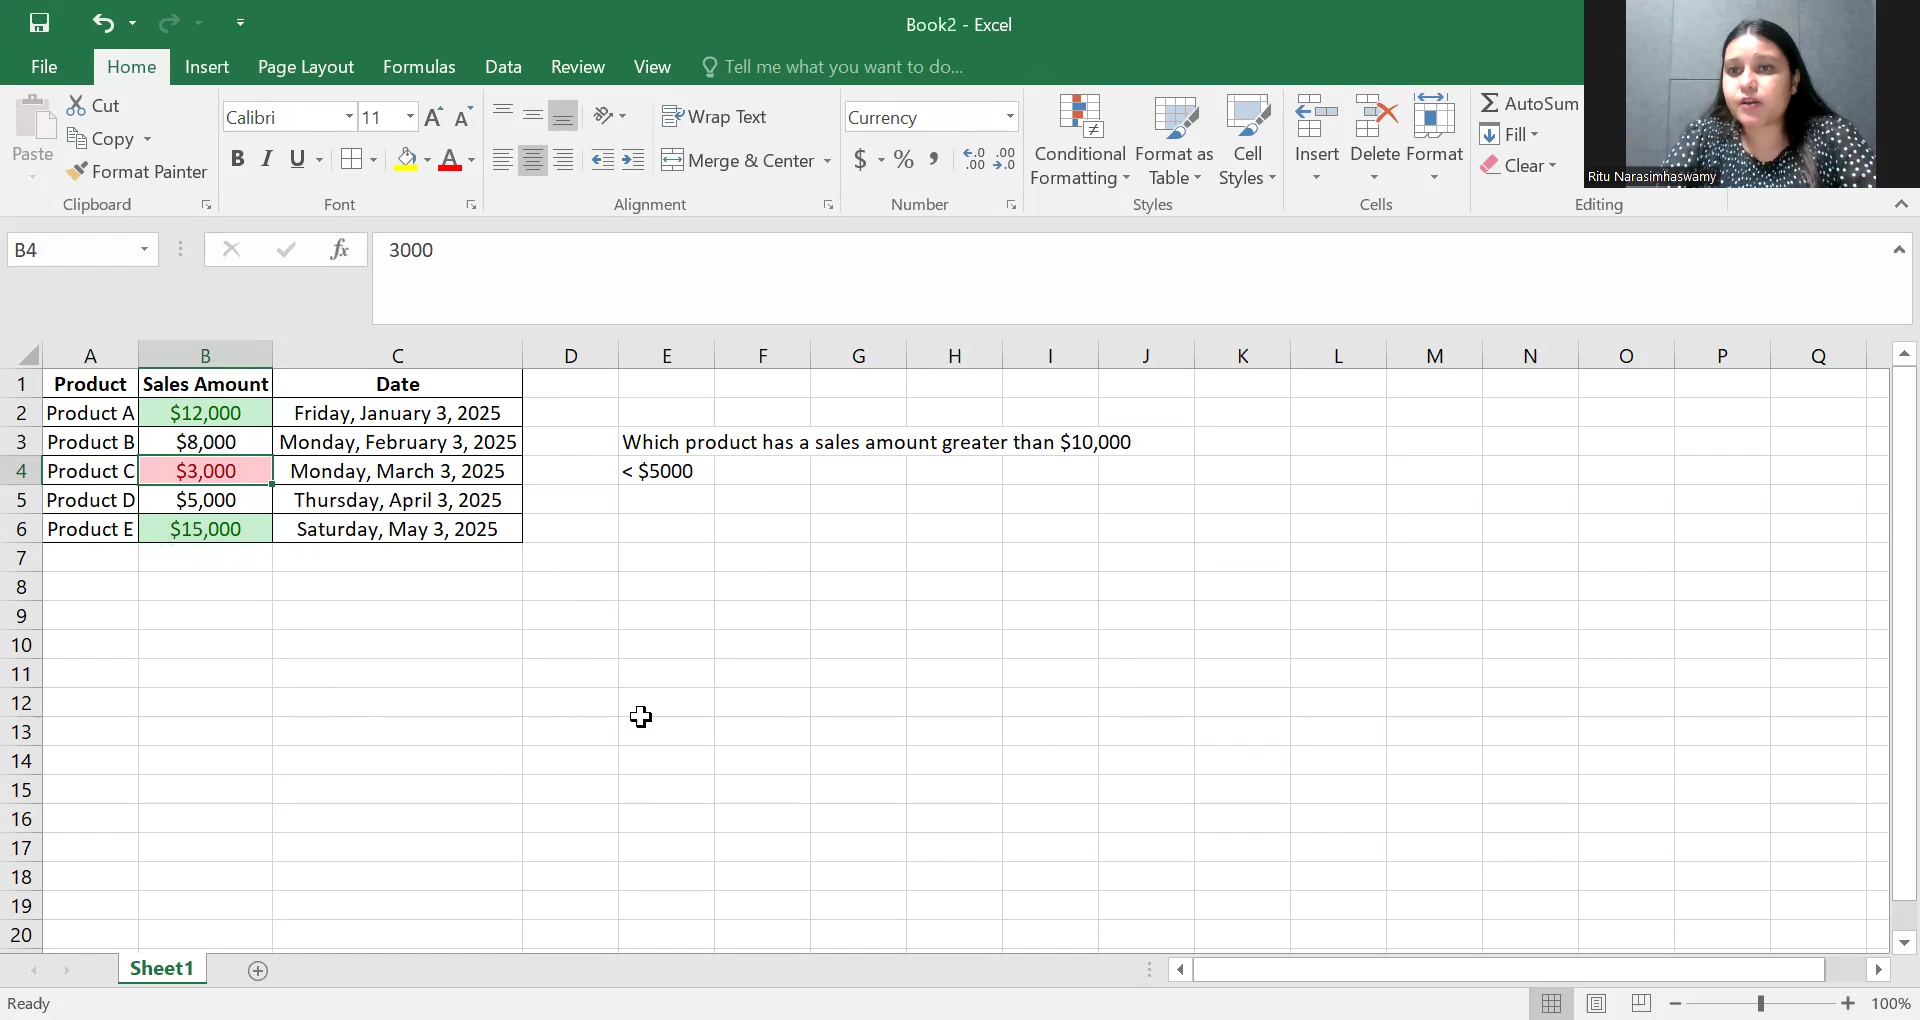 Book2 - Excel
File Home Insert Page Layout Formulas Data Review View Tell me what you want to do...
Paste Cut Copy Format Painter Clipboard
Calibri 11 A A B I U A Font
Wrap Text Merge & Center Alignment
Currency $ % , .0 .00 .00 .0 Number
Conditional Formatting Format as Table Cell Styles Styles
Insert Delete Format Cells
AutoSum Fill Clear Editing
Ritu Narasimhaswamy
B4 fx 3000
A B C D E F G H I J K L M N O P Q
1 Product Sales Amount Date
2 Product A $12,000 Friday, January 3, 2025
3 Product B $8,000 Monday, February 3, 2025 Which product has a sales amount greater than $10,000
4 Product C $3,000 Monday, March 3, 2025 < $5000
5 Product D $5,000 Thursday, April 3, 2025
6 Product E $15,000 Saturday, May 3, 2025
7
8
9
10
11
12
13
14
15
16
17
18
19
20
Sheet1
Ready 100%